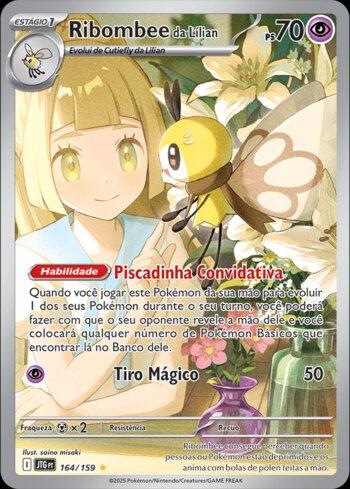 ESTÁGIO 1
Ribombee da Lílian
PS 70
Evolui de Cutiefly da Lílian
Habilidade Piscadinha Convidativa
Quando você jogar este Pokémon da sua mão para evoluir
1 dos seus Pokémon durante o seu turno, você poderá
fazer com que o seu oponente revele a mão dele e você
colocará qualquer número de Pokémon Básicos que
encontrar lá no Banco dele.
Tiro Mágico 50
Fraqueza × 2 Resistência Recuo
Ilust. saino misaki
Ribombee consegue perceber quando
pessoas ou Pokémon estão deprimidos e os
anima com bolas de pólen feitas à mão.
I JTG PT 164/159
©2025 Pokémon/Nintendo/Creatures/GAME FREAK